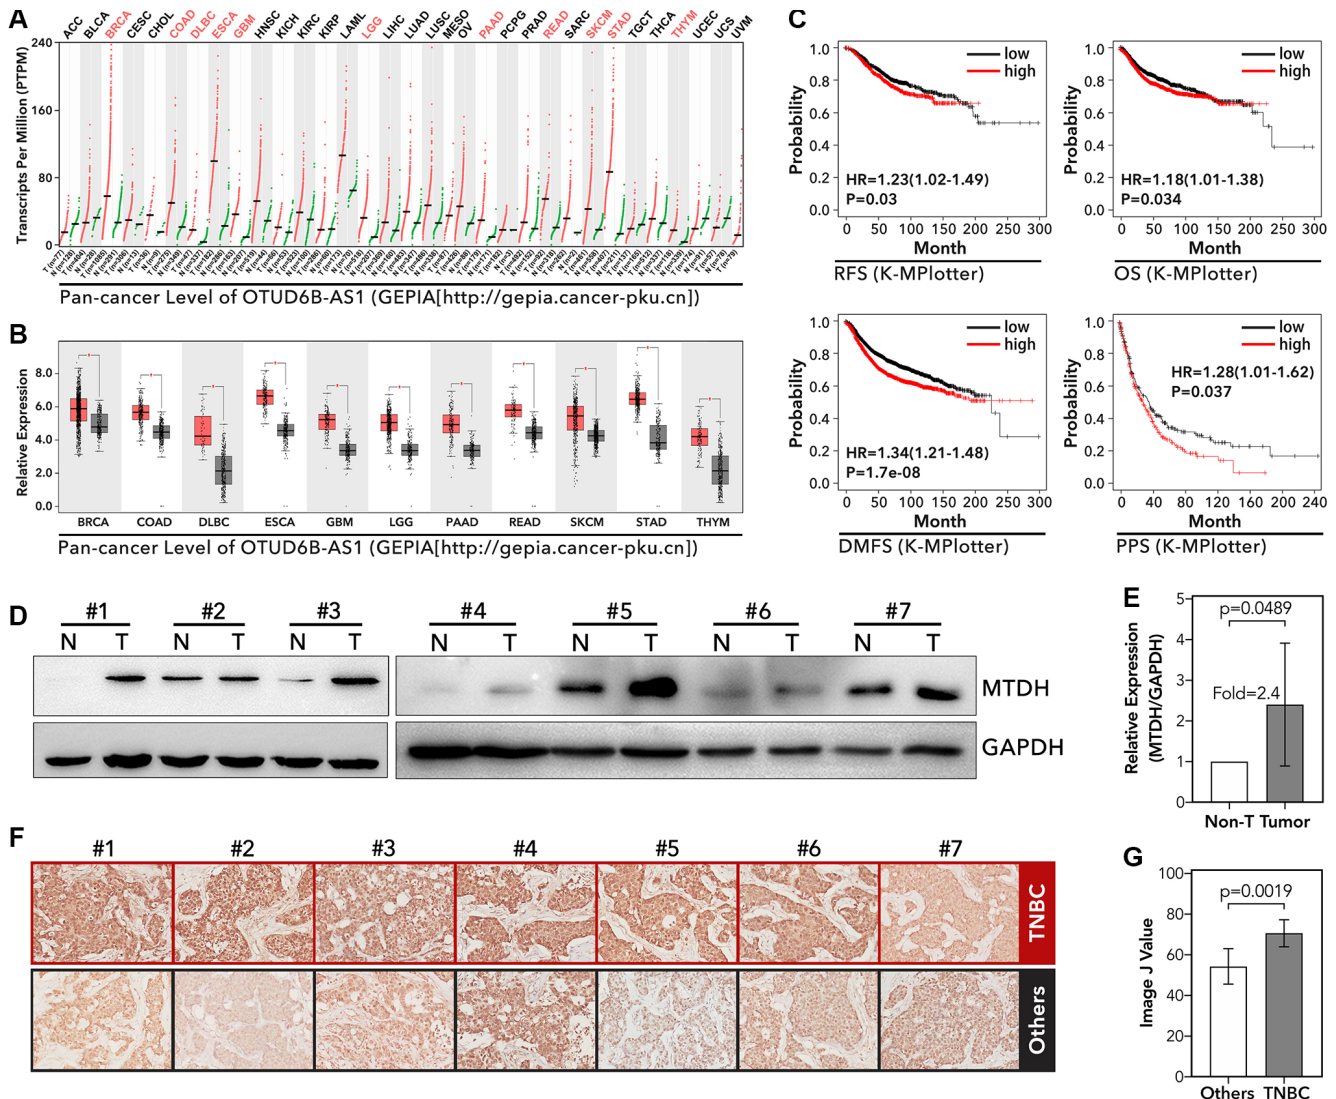 A
ACC
BLCA
BRCA
CESC
CHOL
COAD
DLBC
ESCA
GBM
HNSC
KICH
KIRC
KIRP
LAML
LGG
LIHC
LUAD
LUSC
MESO
OV
PAAD
PCPG
PRAD
READ
SARC
SKCM
STAD
TGCT
THCA
THYM
UCEC
UCS
UVM
Transcripts Per Million (PTPM)
240
160
80
0
T (n=77)
Pan-cancer Level of OTUD6B-AS1 (GEPIA[http://gepia.cancer-pku.cn])
B
Relative Expression
8.0
6.0
4.0
2.0
0.0
BRCA COAD DLBC ESCA GBM LGG PAAD READ SKCM STAD THYM
Pan-cancer Level of OTUD6B-AS1 (GEPIA[http://gepia.cancer-pku.cn])
C
Probability
1.0
0.8
0.6
0.4
0.2
0.0
low
high
HR=1.23(1.02-1.49)
P=0.03
0 50 100 150 200 250 300
Month
RFS (K-MPlotter)
Probability
1.0
0.8
0.6
0.4
0.2
0.0
low
high
HR=1.18(1.01-1.38)
P=0.034
0 50 100 150 200 250 300
Month
OS (K-MPlotter)
Probability
1.0
0.8
0.6
0.4
0.2
0.0
low
high
HR=1.34(1.21-1.48)
P=1.7e-08
0 50 100 150 200 250 300
Month
DMFS (K-MPlotter)
Probability
1.0
0.8
0.6
0.4
0.2
0.0
low
high
HR=1.28(1.01-1.62)
P=0.037
0 40 80 120 160 200 240
Month
PPS (K-MPlotter)
D
#1 #2 #3 #4 #5 #6 #7
N T N T N T N T N T N T N T
MTDH
GAPDH
E
Relative Expression
(MTDH/GAPDH)
5
4
3
2
1
0
p=0.0489
Fold=2.4
Non-T Tumor
F
#1 #2 #3 #4 #5 #6 #7
TNBC
Others
G
Image J Value
100
80
60
40
20
0
p=0.0019
Others TNBC